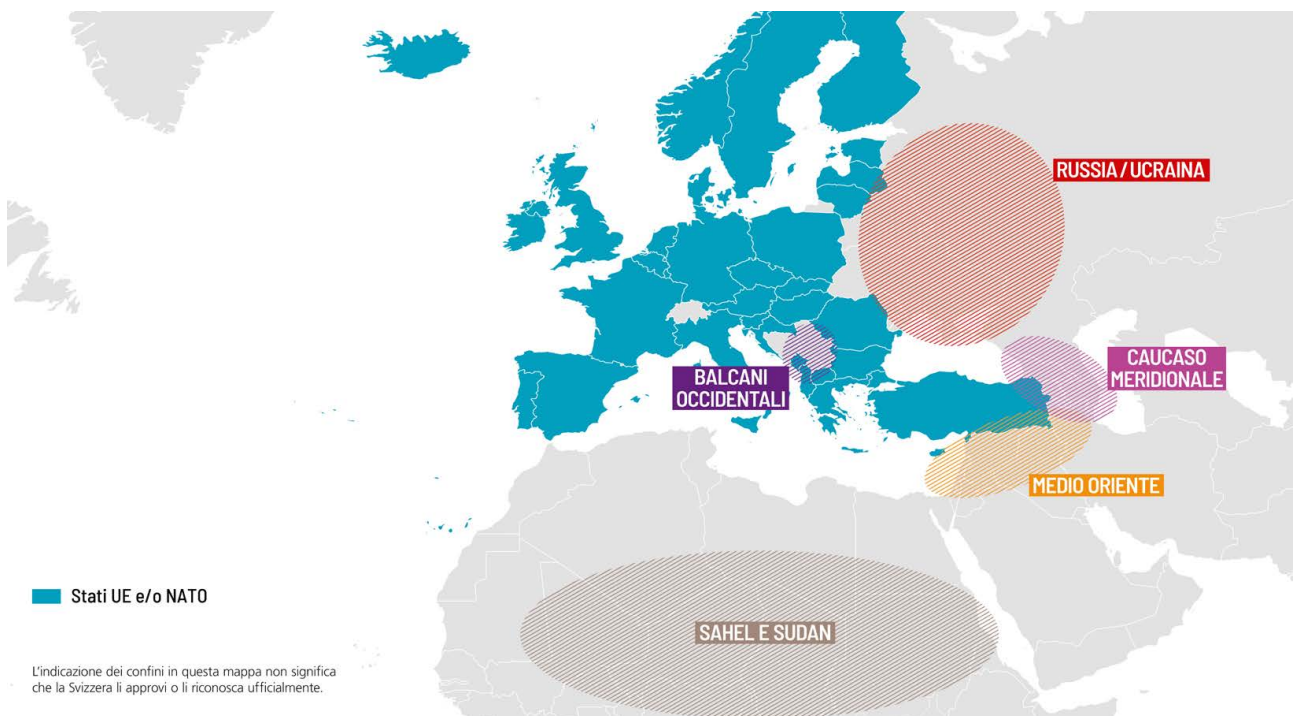 RUSSIA / UCRAINA
CAUCASO
MERIDIONALE
BALCANI
OCCIDENTALI
MEDIO ORIENTE
Stati UE e/o NATO
SAHEL E SUDAN
L'indicazione dei confini in questa mappa non significa
che la Svizzera li approvi o li riconosca ufficialmente.